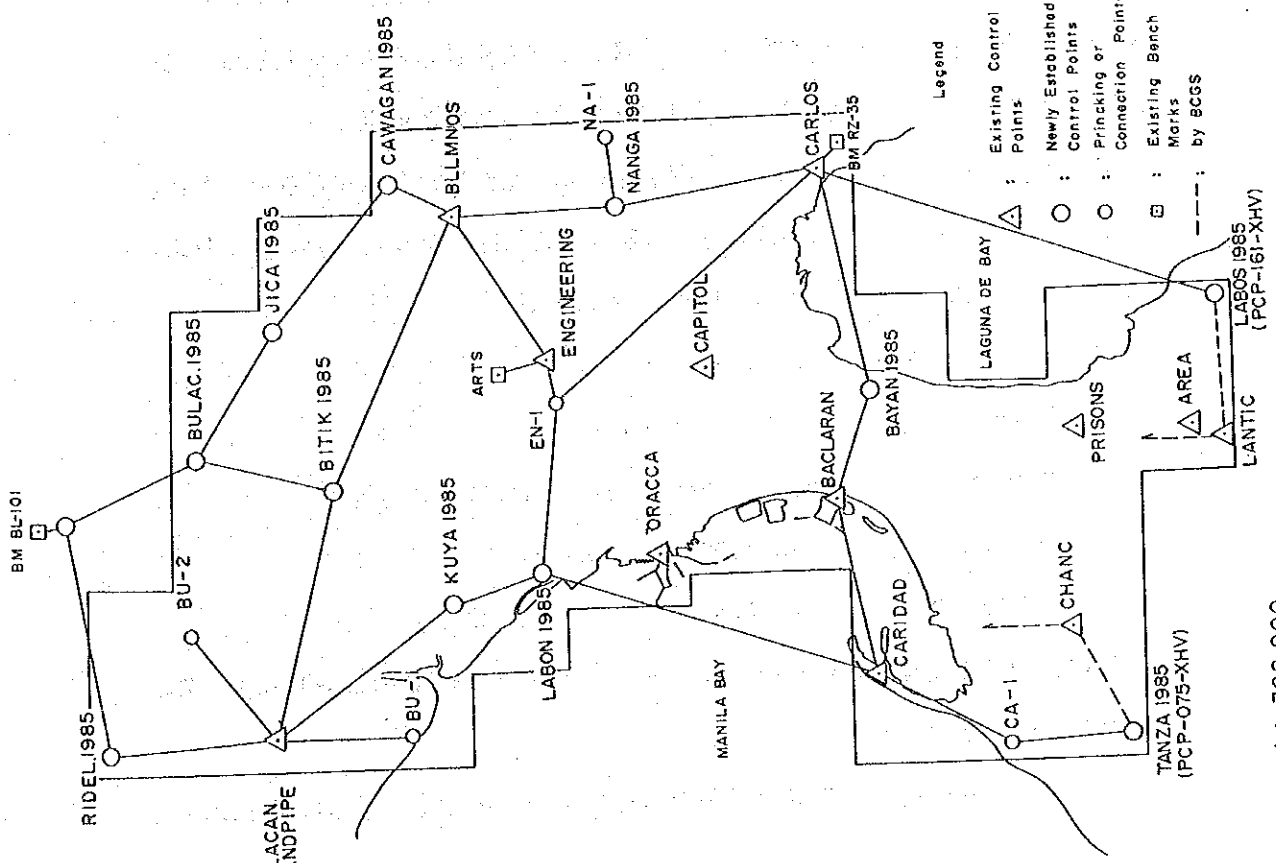 BM BL-101
RIDEL.1985
BU-2
BULAC.1985
JICA 1985
CAWAGAN 1985
BITIK 1985
BLLMNOS
LACAN
NDPIPE
BU-
KUYA 1985
ARTS
ENGINEERING
EN-1
NA-1
NANGA 1985
LABON 1985
ORACCA
CAPITOL
CARLOS
BM RZ-35
MANILA BAY
CARIDAD
BACLARAN
BAYAN 1985
LAGUNA DE BAY
CA-1
CHANC
PRISONS
AREA
LANTIC
TANZA 1985
(PCP-075-XHV)
LABOS 1985
(PCP-161-XHV)
Legend
: Existing Control
Points
: Newly Established
Control Points
: Princking or
Connection Point
: Existing Bench
Marks
: by BCGS